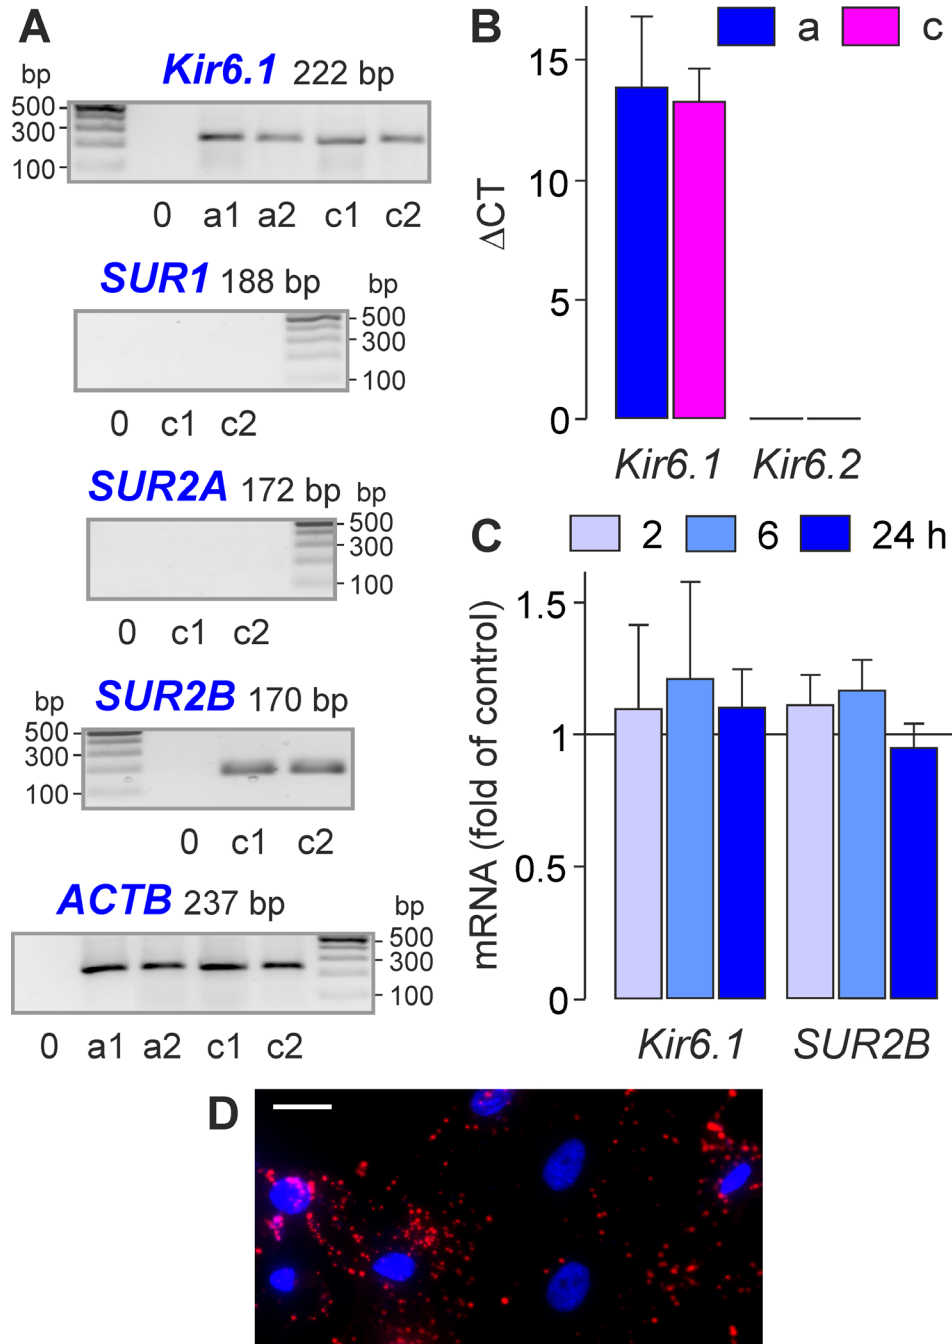 A
Kir6.1 222 bp
bp
500
300
100
0 a1 a2 c1 c2
SUR1 188 bp
bp
500
300
100
0 c1 c2
SUR2A 172 bp
bp
500
300
100
0 c1 c2
SUR2B 170 bp
bp
500
300
100
0 c1 c2
ACTB 237 bp
bp
500
300
100
0 a1 a2 c1 c2
B
a c
ΔCT
15
10
5
0
Kir6.1 Kir6.2
C
2 6 24 h
mRNA (fold of control)
1.5
1
0.5
0
Kir6.1 SUR2B
D